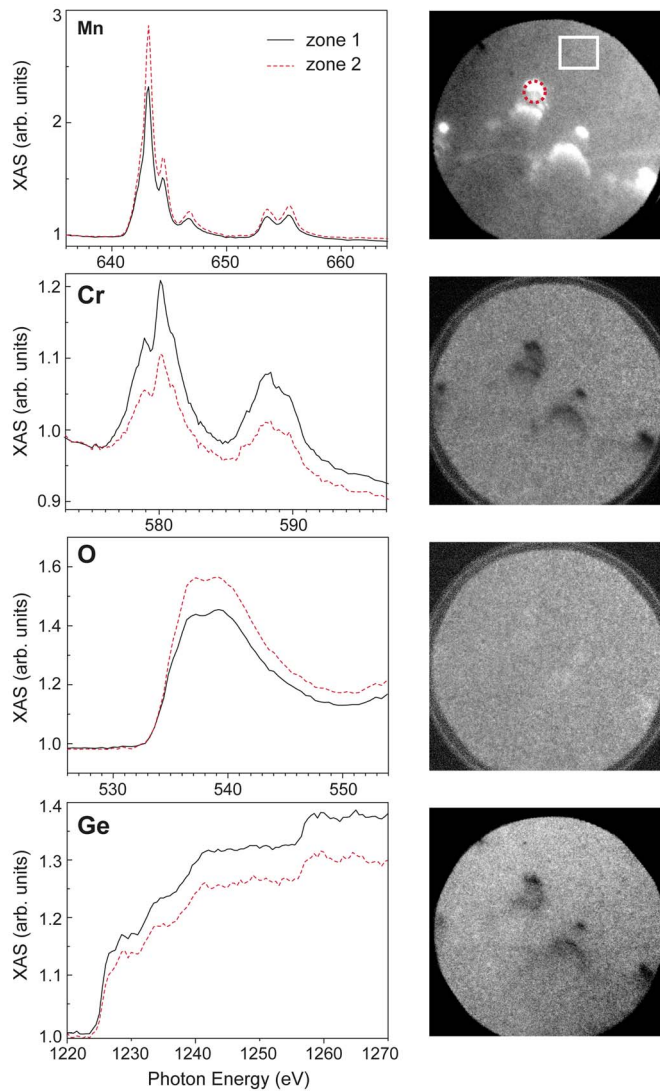 Mn
zone 1
zone 2
XAS (arb. units)
3
2
1
640
650
660
Cr
XAS (arb. units)
1.2
1.1
1.0
0.9
580
590
O
XAS (arb. units)
1.6
1.4
1.2
1.0
530
540
550
Ge
XAS (arb. units)
1.4
1.3
1.2
1.1
1.0
1220
1230
1240
1250
1260
1270
Photon Energy (eV)